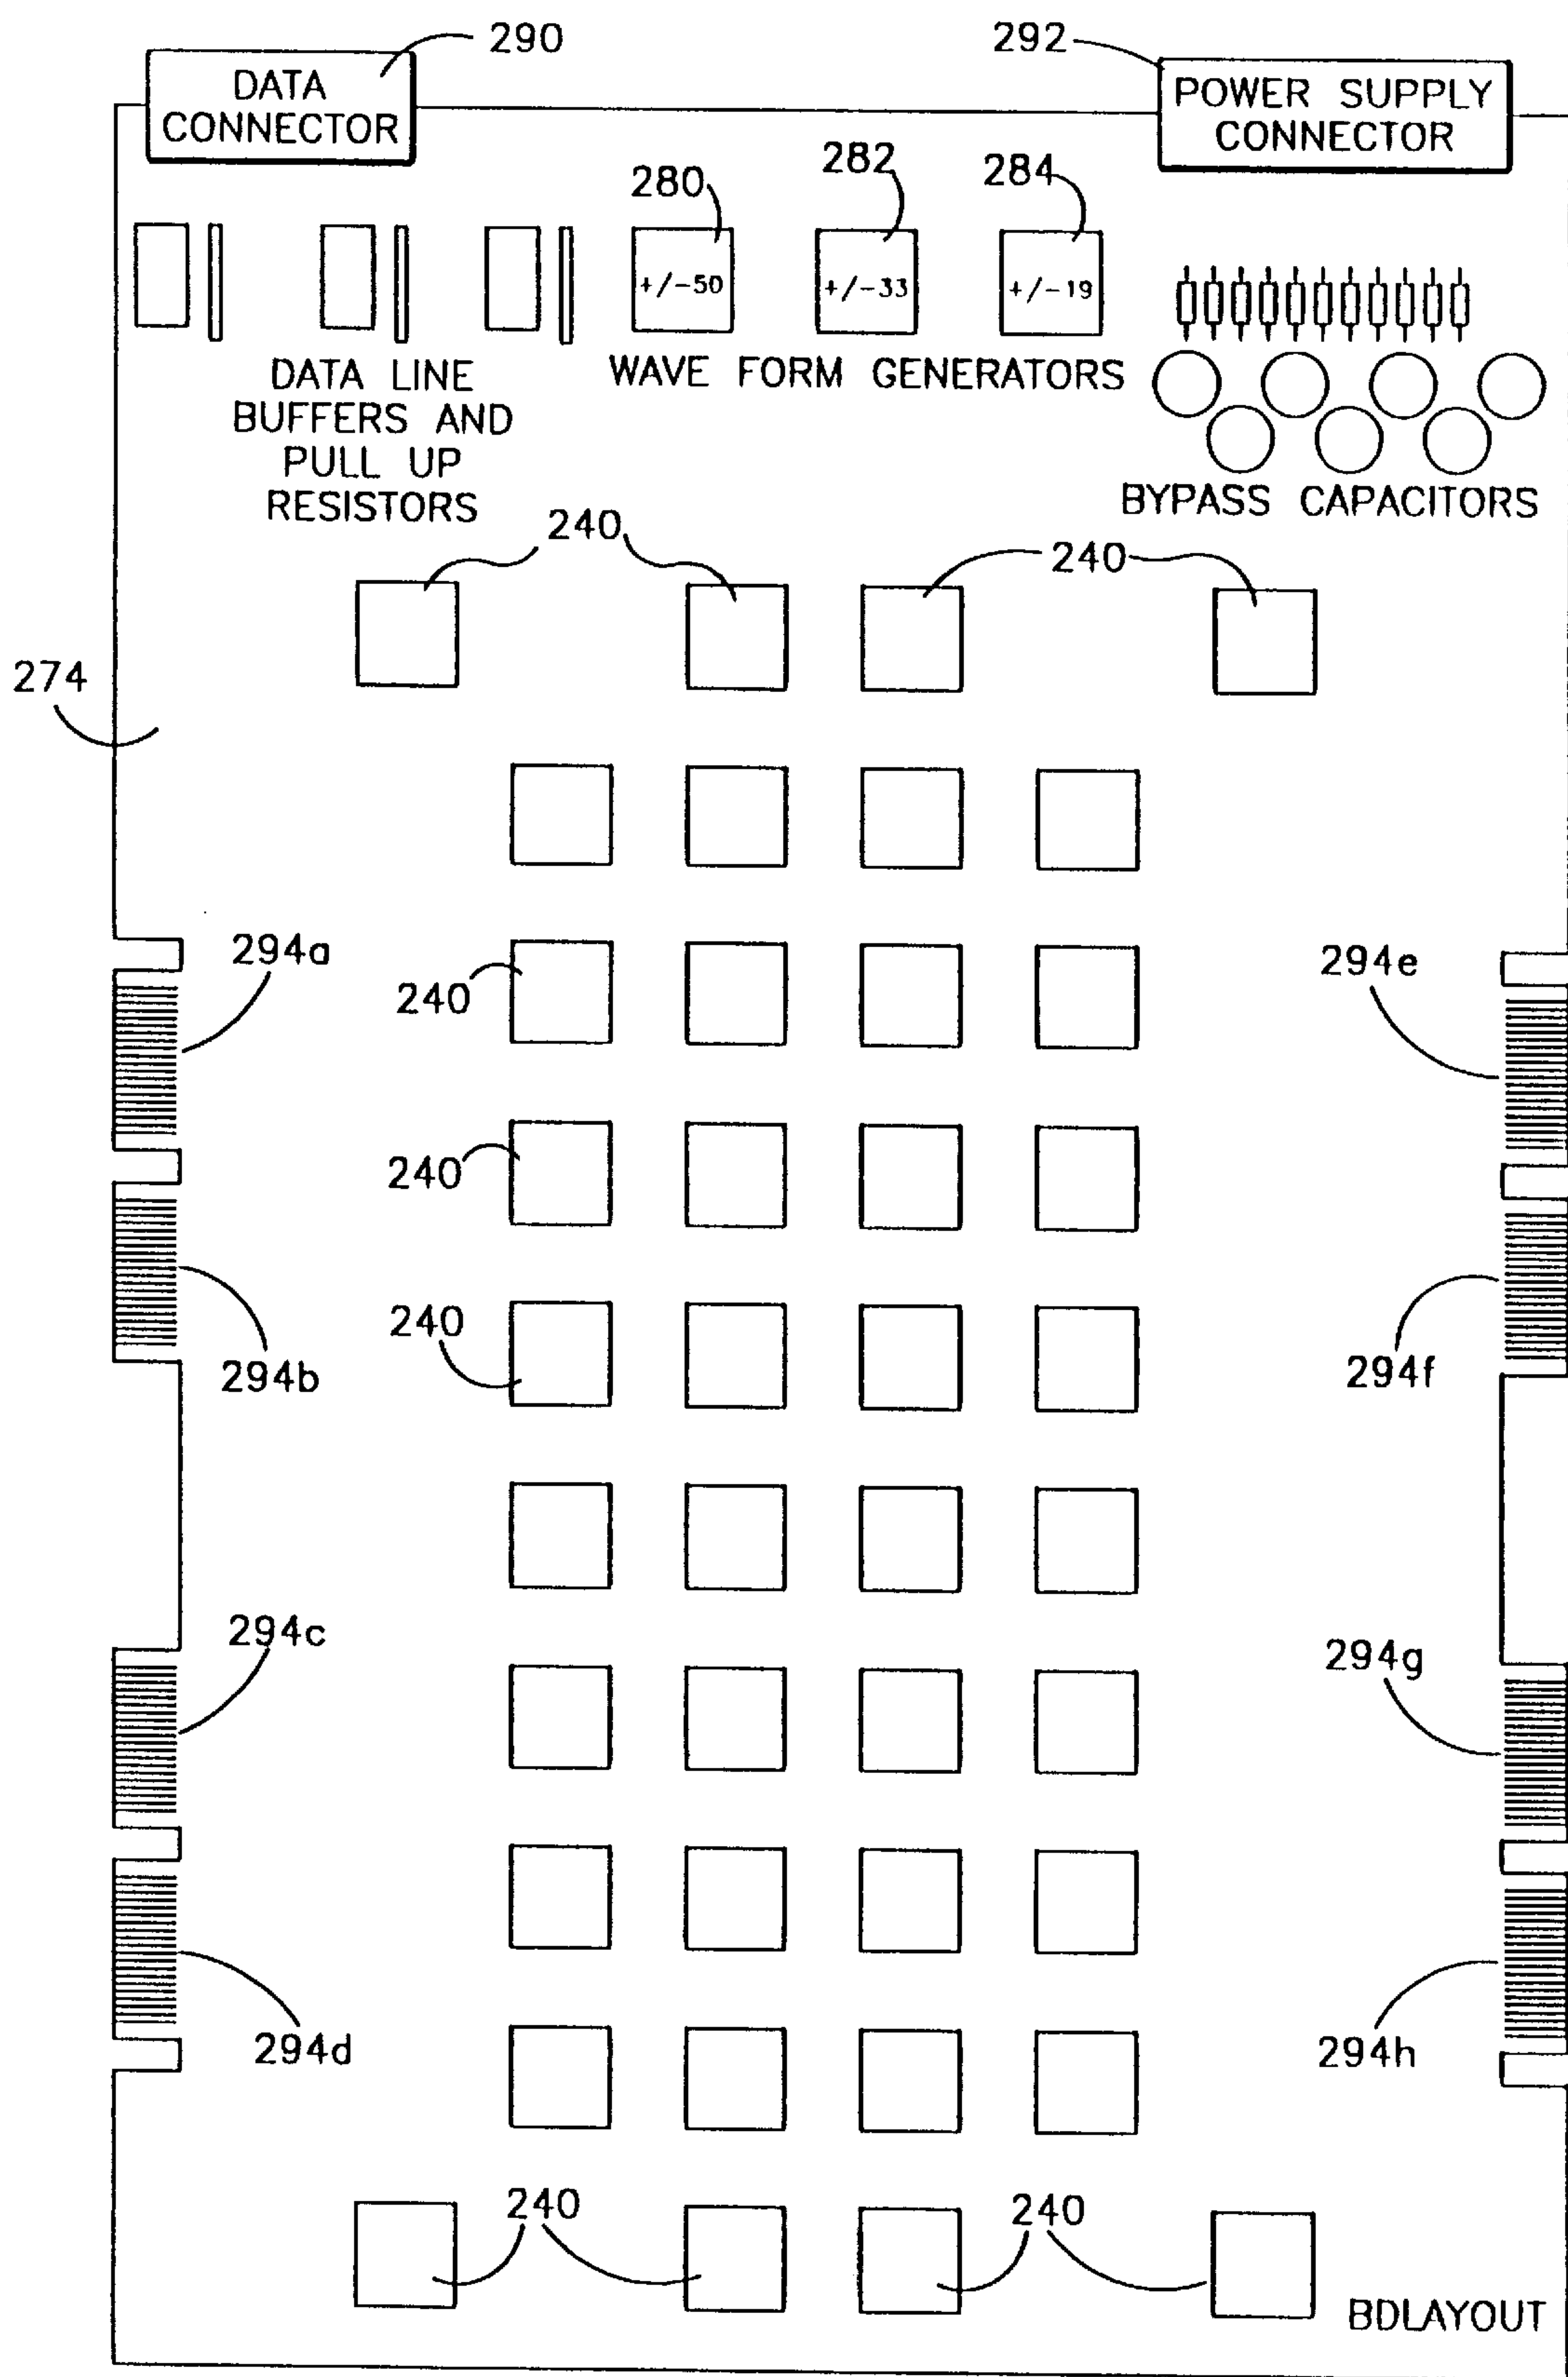 290
292
DATA
CONNECTOR
POWER SUPPLY
CONNECTOR
280
282
284
+/-50
+/-33
+/-19
DATA LINE
BUFFERS AND
PULL UP
RESISTORS
WAVE FORM GENERATORS
BYPASS CAPACITORS
240
240
274
294a
240
294e
240
240
294b
294f
294c
294g
294d
294h
240
240
BDLAYOUT